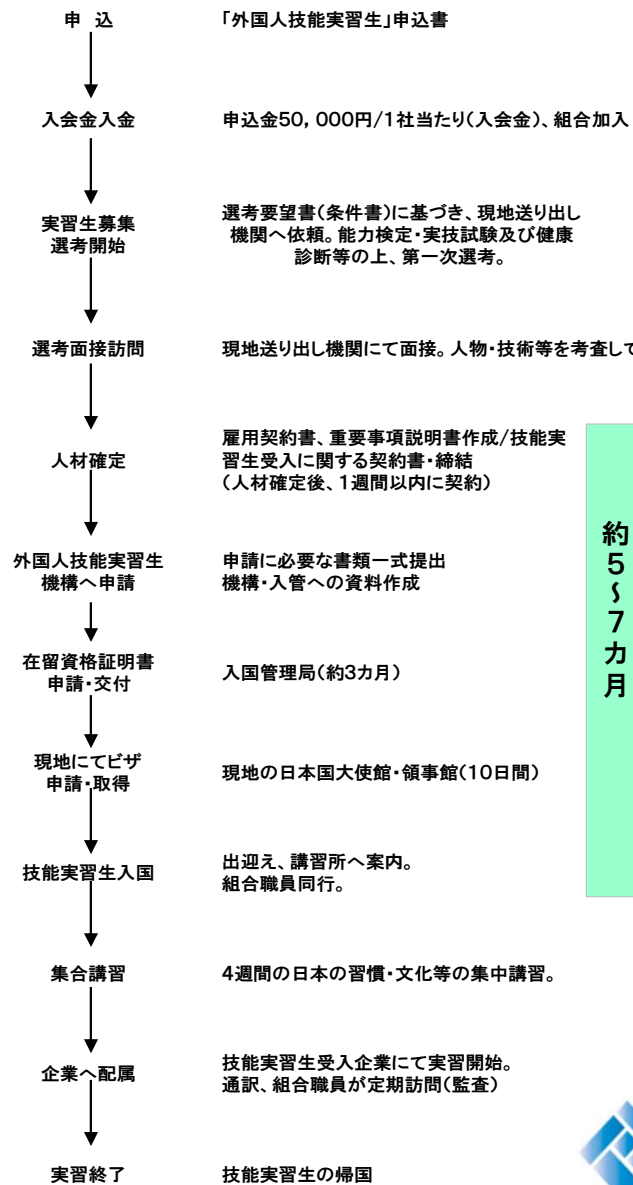 申 込
「外国人技能実習生」申込書
入会金入金
申込金50,000円/1社当たり(入会金)、組合加入
実習生募集
選考開始
選考要望書(条件書)に基づき、現地送り出し
機関へ依頼。能力検定・実技試験及び健康
診断等の上、第一次選考。
選考面接訪問
現地送り出し機関にて面接。人物・技術等を考査して
人材確定
雇用契約書、重要事項説明書作成/技能実
習生受入に関する契約書・締結
(人材確定後、1週間以内に契約)
外国人技能実習生
機構へ申請
申請に必要な書類一式提出
機構・入管への資料作成
在留資格証明書
申請・交付
入国管理局(約3カ月)
現地にてビザ
申請・取得
現地の日本国大使館・領事館(10日間)
技能実習生入国
出迎え、講習所へ案内。
組合職員同行。
約5~7カ月
集合講習
4週間の日本の習慣・文化等の集中講習。
企業へ配属
技能実習生受入企業にて実習開始。
通訳、組合職員が定期訪問(監査)
実習終了
技能実習生の帰国